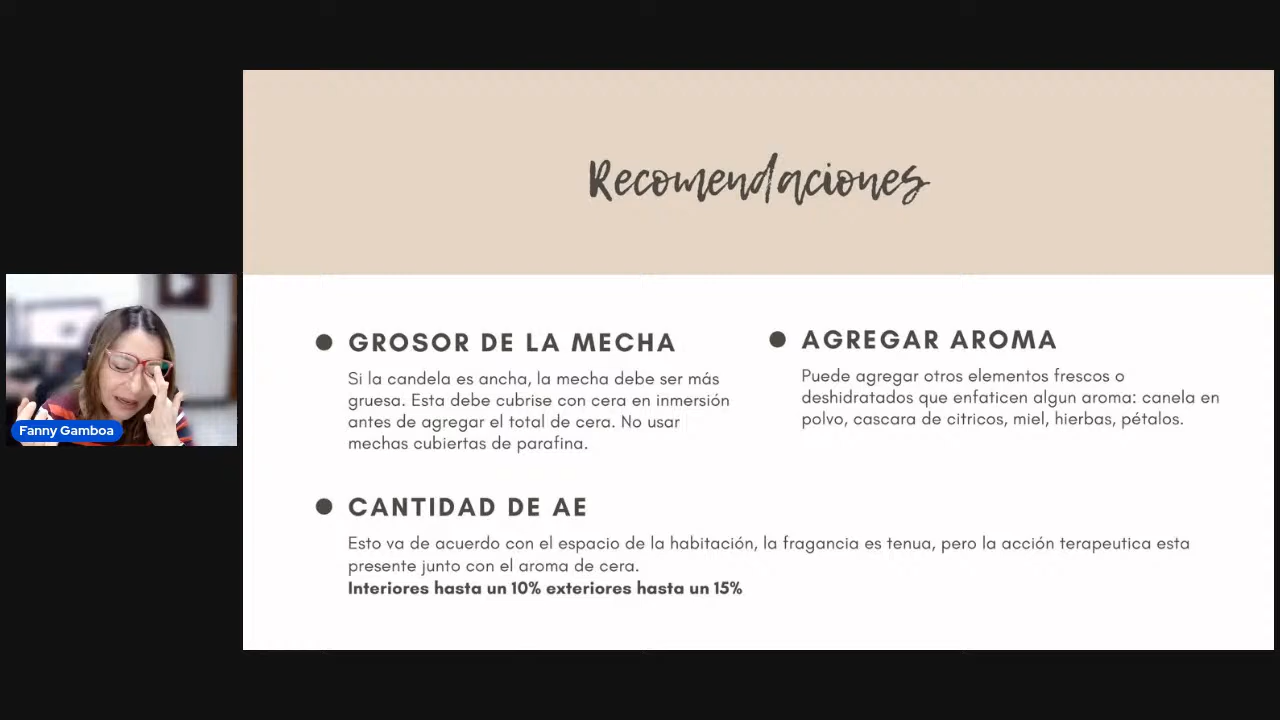 Recomendaciones
GROSOR DE LA MECHA
Si la candela es ancha, la mecha debe ser más
gruesa. Esta debe cubrise con cera en inmersión
antes de agregar el total de cera. No usar
mechas cubiertas de parafina.
AGREGAR AROMA
Puede agregar otros elementos frescos o
deshidratados que enfaticen algun aroma: canela en
polvo, cascara de citricos, miel, hierbas, pétalos.
CANTIDAD DE AE
Esto va de acuerdo con el espacio de la habitación, la fragancia es tenua, pero la acción terapeutica esta
presente junto con el aroma de cera.
Interiores hasta un 10% exteriores hasta un 15%
Fanny Gamboa